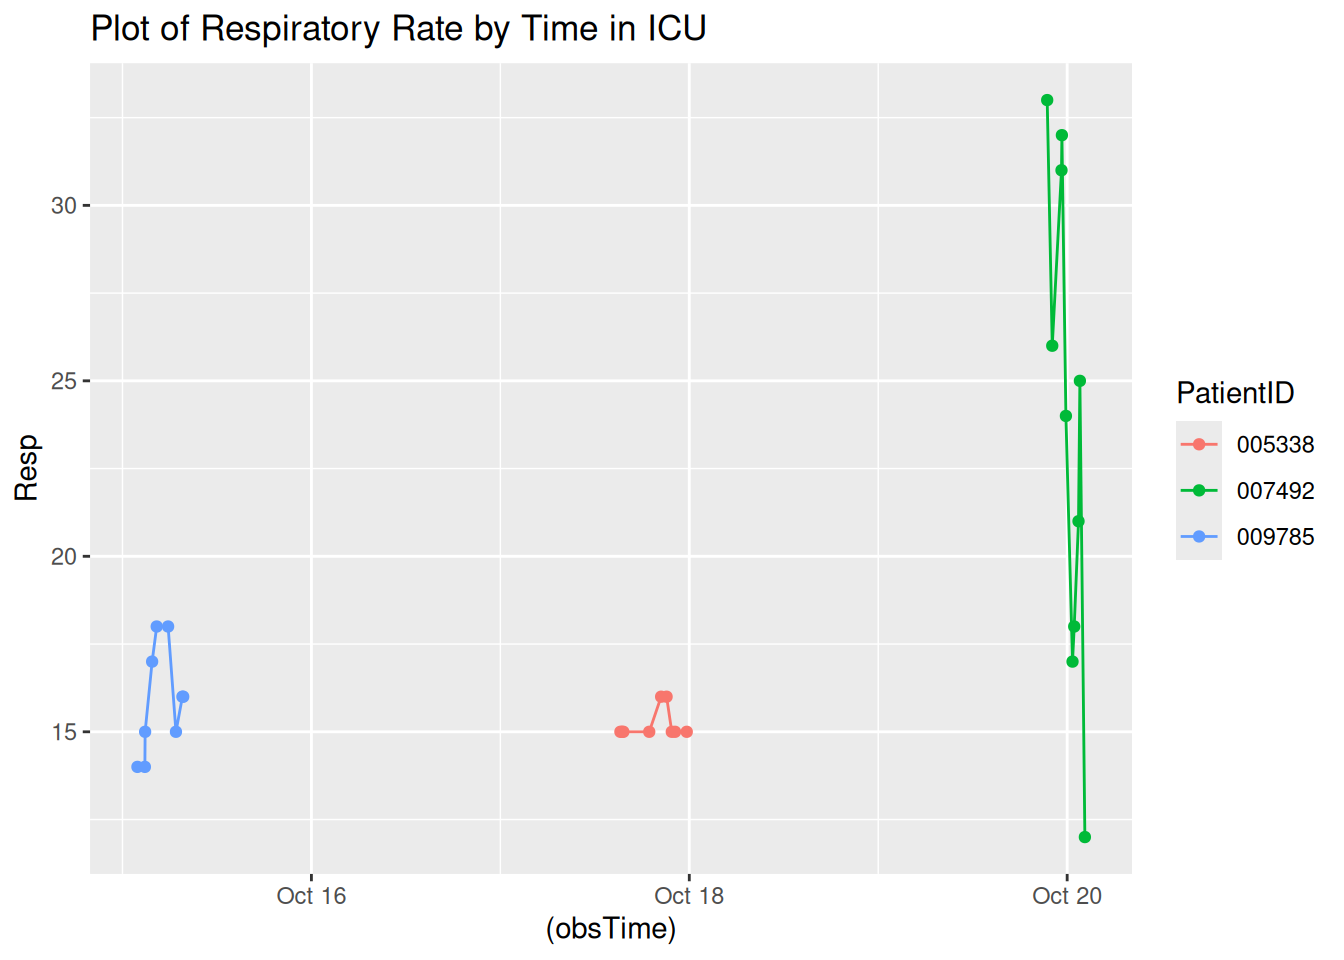 Plot of Respiratory Rate by Time in ICU
30
25
20
15
Resp
Oct 16
Oct 18
Oct 20
(obsTime)
PatientID
005338
007492
009785